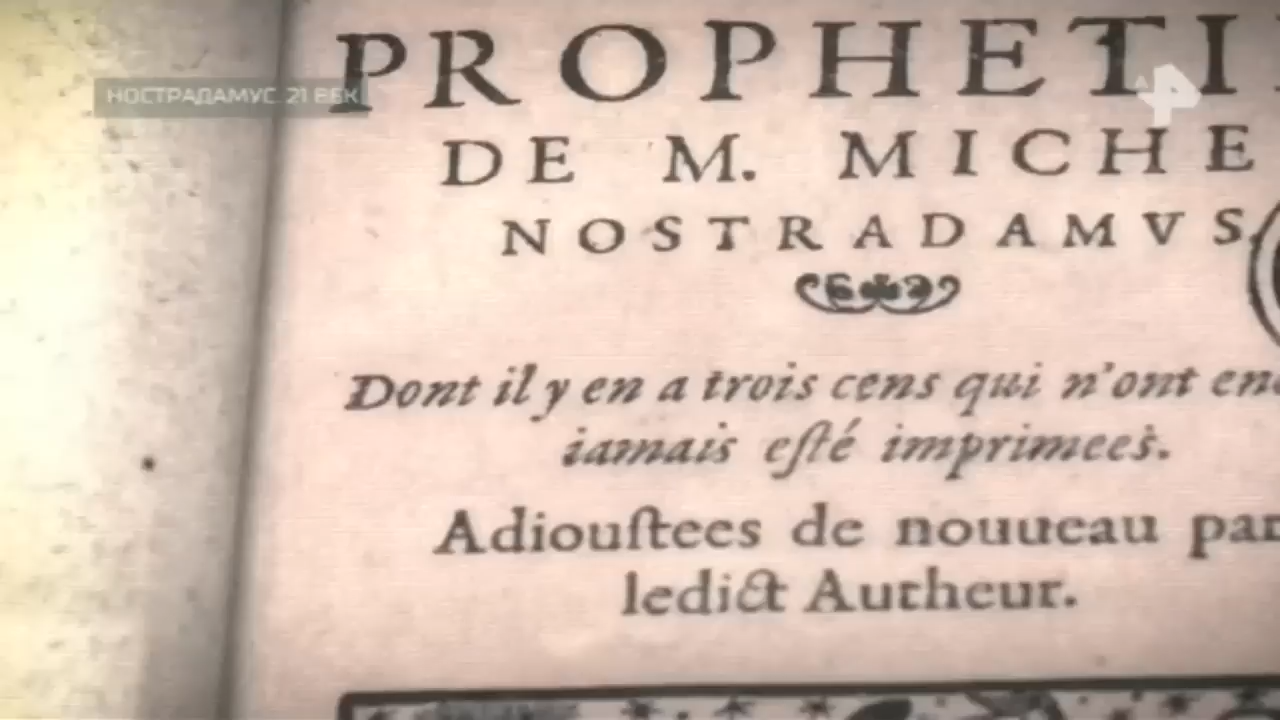 PROPHETI
DE M. MICHE
NOSTRADAMVS,
Dont il y en a trois cens qui n'ont enc
iamais eſté imprimees.
Adiouſtees de nouueau par
ledict Autheur.
НОСТРАДАМУС. 21 ВЕК